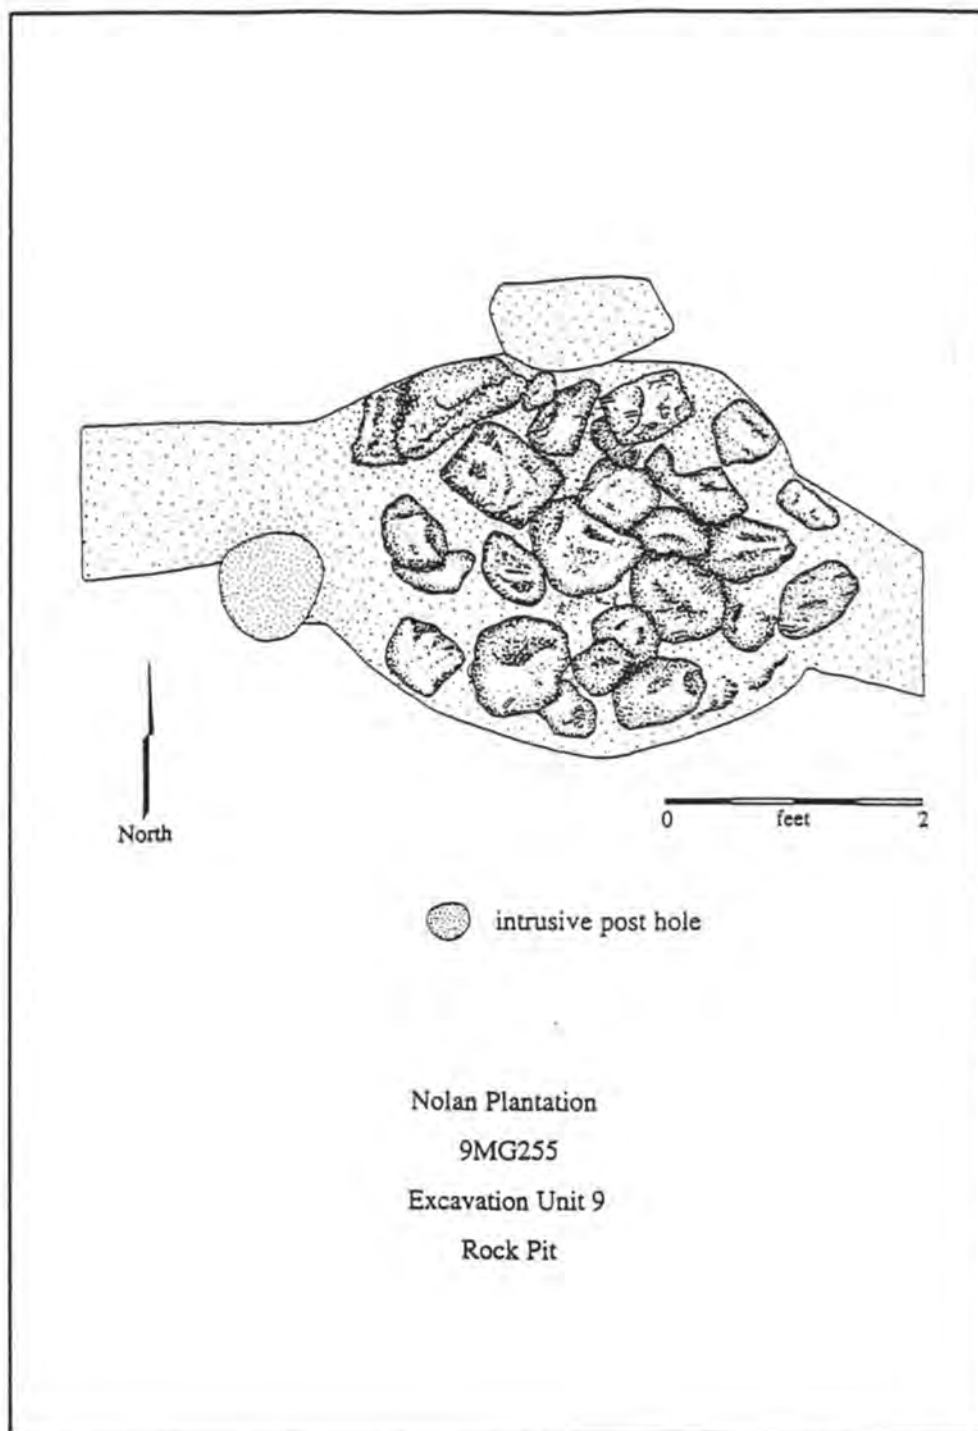 North
0 feet 2
intrusive post hole
Nolan Plantation
9MG255
Excavation Unit 9
Rock Pit